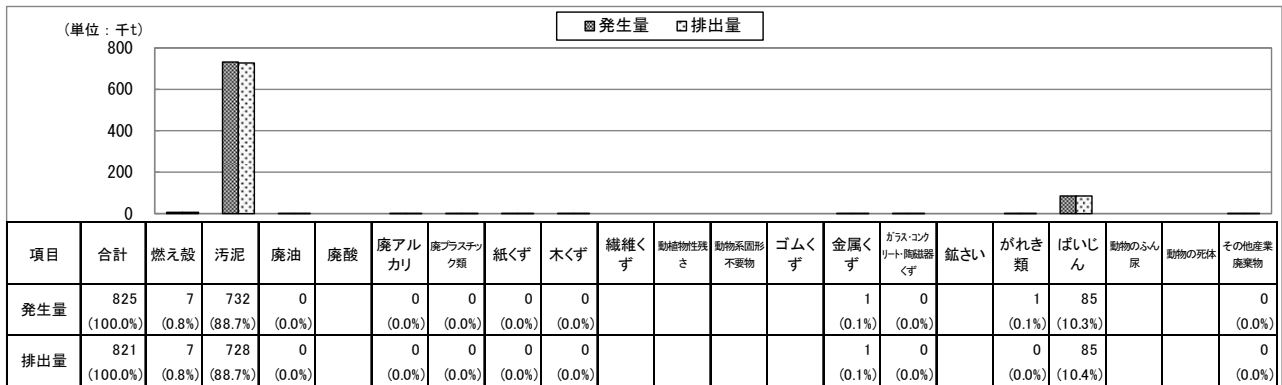 (単位：千t)
発生量 排出量
800
600
400
200
0
項目 合計 燃え殻 汚泥 廃油 廃酸 廃アルカリ 廃プラスチック類 紙くず 木くず 繊維くず 動植物性残さ 動物系固形不要物 ゴムくず 金属くず ガラス・コンクリート・陶磁器くず 鉱さい がれき類 ばいじん 動物のふん尿 動物の死体 その他産業廃棄物
発生量 825 7 732 0 0 0 0 0 1 0 1 85 0
(100.0%) (0.8%) (88.7%) (0.0%) (0.0%) (0.0%) (0.0%) (0.0%) (0.1%) (0.0%) (0.1%) (10.3%) (0.0%)
排出量 821 7 728 0 0 0 0 0 1 0 0 85 0
(100.0%) (0.8%) (88.7%) (0.0%) (0.0%) (0.0%) (0.0%) (0.0%) (0.1%) (0.0%) (0.0%) (10.4%) (0.0%)